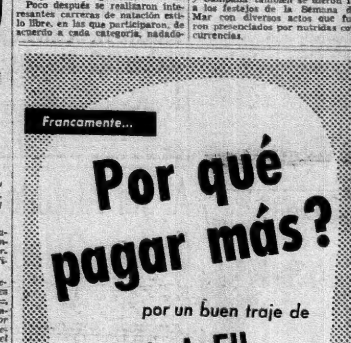 Poco después se realizaron inte-
resantes carreras de natación esti-
lo libre, en las que participaron, de
acuerdo a cada categoría, nadado-
a los festejos de la Semana d
Mar con diversos actos que fu
ron presenciados por nutridas co
currencias.
Francamente...
Por qué
pagar más?
por un buen traje de